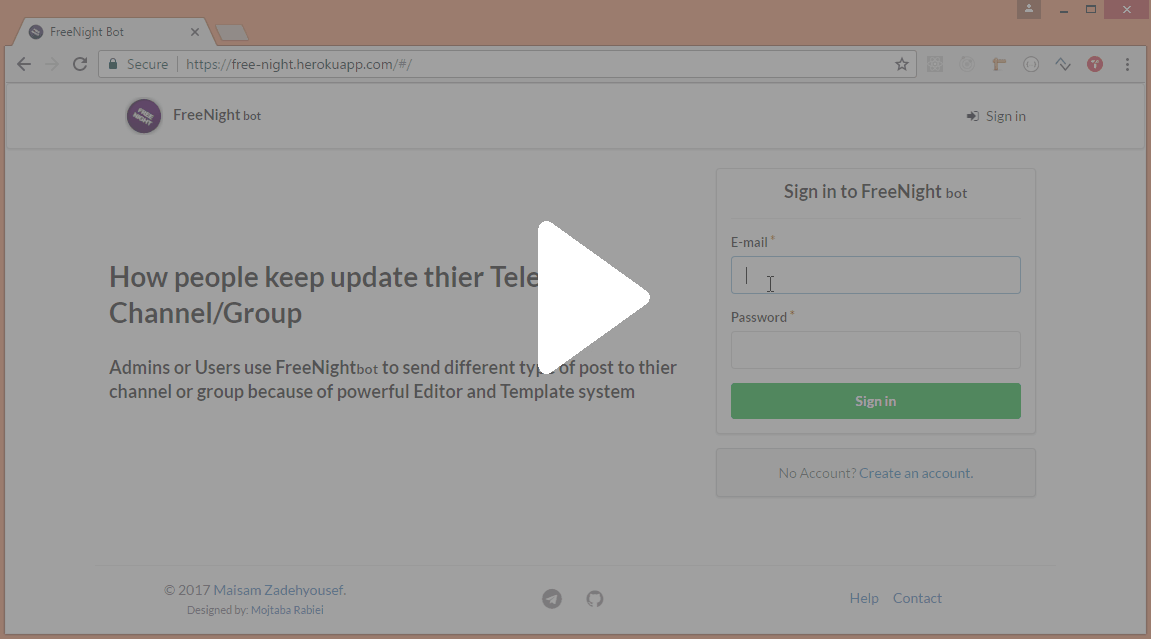 FreeNight Bot
Secure
https://free-night.herokuapp.com/#/
FREE
NIGHT
FreeNight bot
Sign in
How people keep update thier Tele
Channel/Group
Admins or Users use FreeNightbot to send different type of post to thier
channel or group because of powerful Editor and Template system
Sign in to FreeNight bot
E-mail *
Password *
Sign in
No Account? Create an account.
© 2017 Maisam Zadehyousef.
Designed by: Mojtaba Rabiei
Help Contact